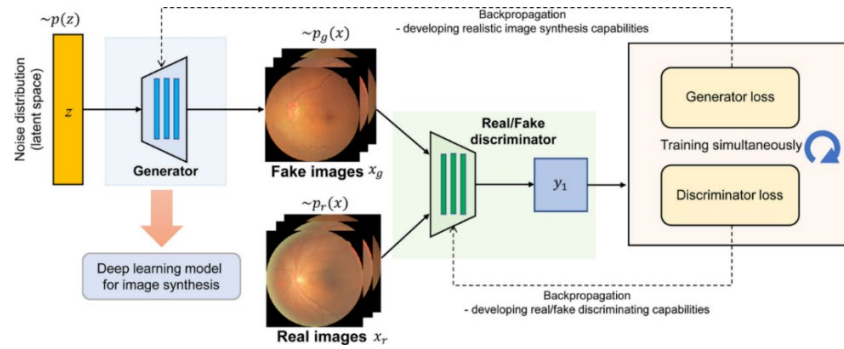 ~p(z)
Noise distribution
(latent space)
z
Generator
Deep learning model
for image synthesis
~p_g(x)
Fake images x_g
~p_r(x)
Real images x_r
Real/Fake
discriminator
y_1
Backpropagation
- developing realistic image synthesis capabilities
Generator loss
Training simultaneously
Discriminator loss
Backpropagation
- developing real/fake discriminating capabilities